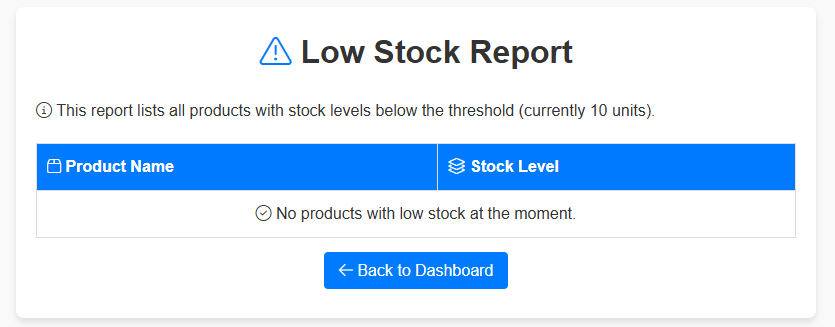 Low Stock Report
This report lists all products with stock levels below the threshold (currently 10 units).
Product Name Stock Level
No products with low stock at the moment.
Back to Dashboard